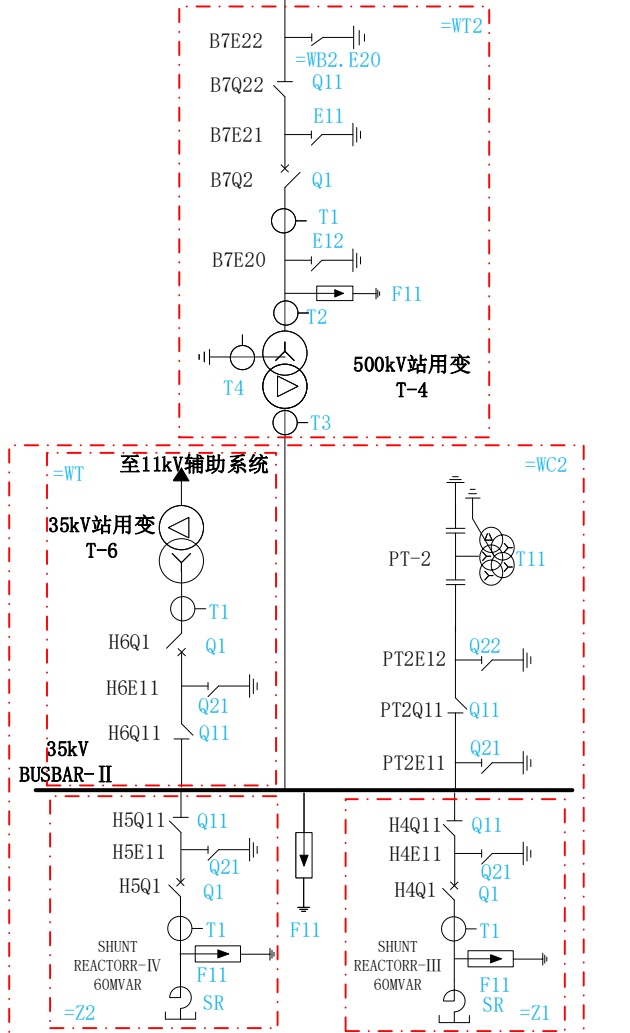 =WT2
B7E22
=WB2.E20
B7Q22
Q11
E11
B7E21
B7Q2
Q1
T1
E12
B7E20
F11
T2
500kV站用变
T-4
T4
T3
=WT
至11kV辅助系统
=WC2
35kV站用变
T-6
PT-2
T11
T1
H6Q1
Q1
Q22
PT2E12
H6E11
Q21
PT2Q11
Q11
H6Q11
Q11
35kV
BUSBAR-Ⅱ
Q21
PT2E11
H5Q11
Q11
H5E11
Q21
H5Q1
Q1
T1
SHUNT
REACTORR-Ⅳ
60MVAR
F11
SR
=Z2
F11
H4Q11
Q11
H4E11
Q21
H4Q1
Q1
T1
SHUNT
REACTORR-Ⅲ
60MVAR
F11
SR
=Z1